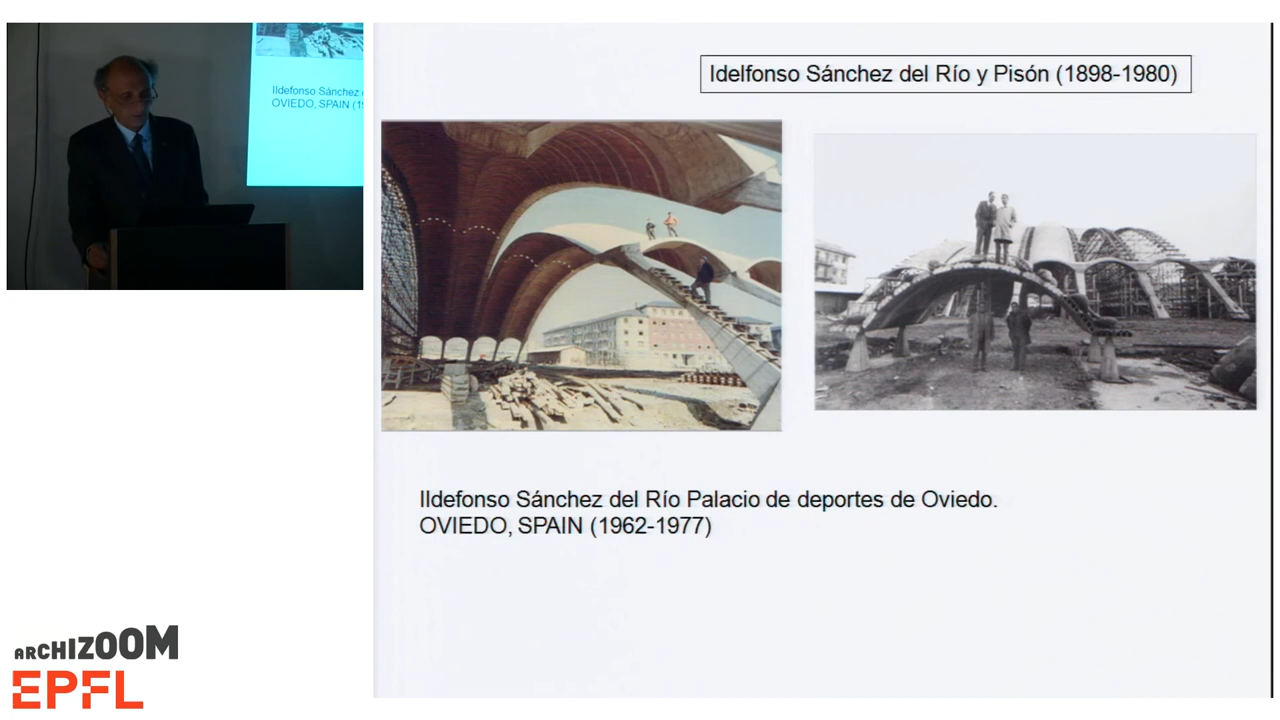 Idelfonso Sánchez del Río y Pisón (1898-1980)
Ildefonso Sánchez
OVIEDO, SPAIN (1
Ildefonso Sánchez del Río Palacio de deportes de Oviedo.
OVIEDO, SPAIN (1962-1977)
ARCHIZOOM
EPFL